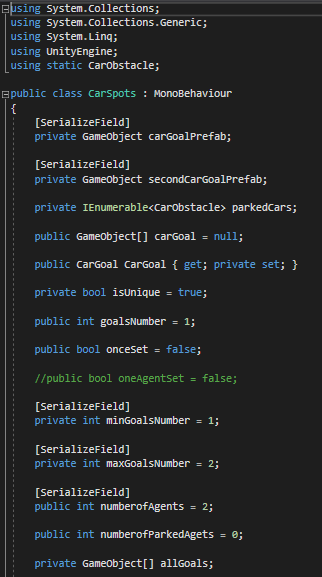 using System.Collections;
using System.Collections.Generic;
using System.Linq;
using UnityEngine;
using static CarObstacle;
public class CarSpots : MonoBehaviour
{
[SerializeField]
private GameObject carGoalPrefab;
[SerializeField]
private GameObject secondCarGoalPrefab;
private IEnumerable<CarObstacle> parkedCars;
public GameObject[] carGoal = null;
public CarGoal CarGoal { get; private set; }
private bool isUnique = true;
public int goalsNumber = 1;
public bool onceSet = false;
//public bool oneAgentSet = false;
[SerializeField]
private int minGoalsNumber = 1;
[SerializeField]
private int maxGoalsNumber = 2;
[SerializeField]
public int numberofAgents = 2;
public int numberofParkedAgets = 0;
private GameObject[] allGoals;